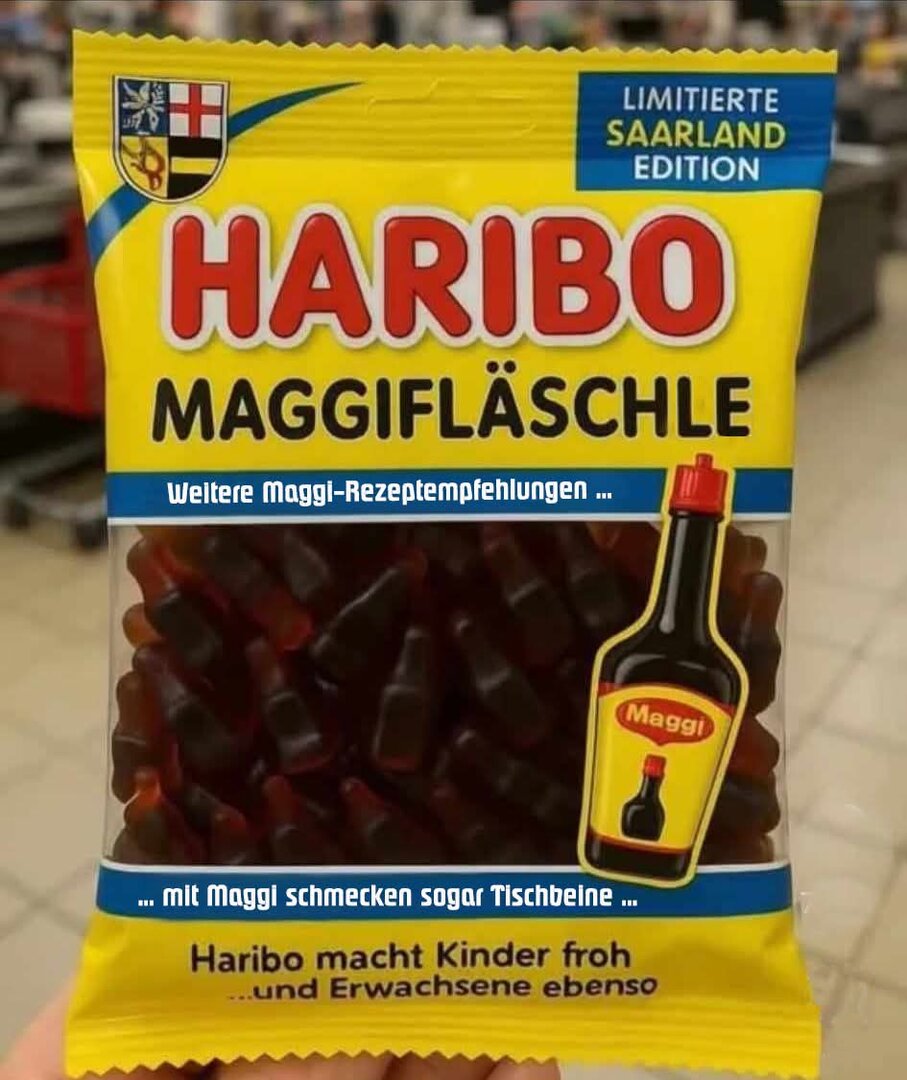 LIMITIERTE
SAARLAND
EDITION
HARIBO
MAGGIFLÄSCHLE
Weitere Maggi-Rezeptempfehlungen ...
Maggi
... mit Maggi schmecken sogar Tischbeine ...
Haribo macht Kinder froh
...und Erwachsene ebenso